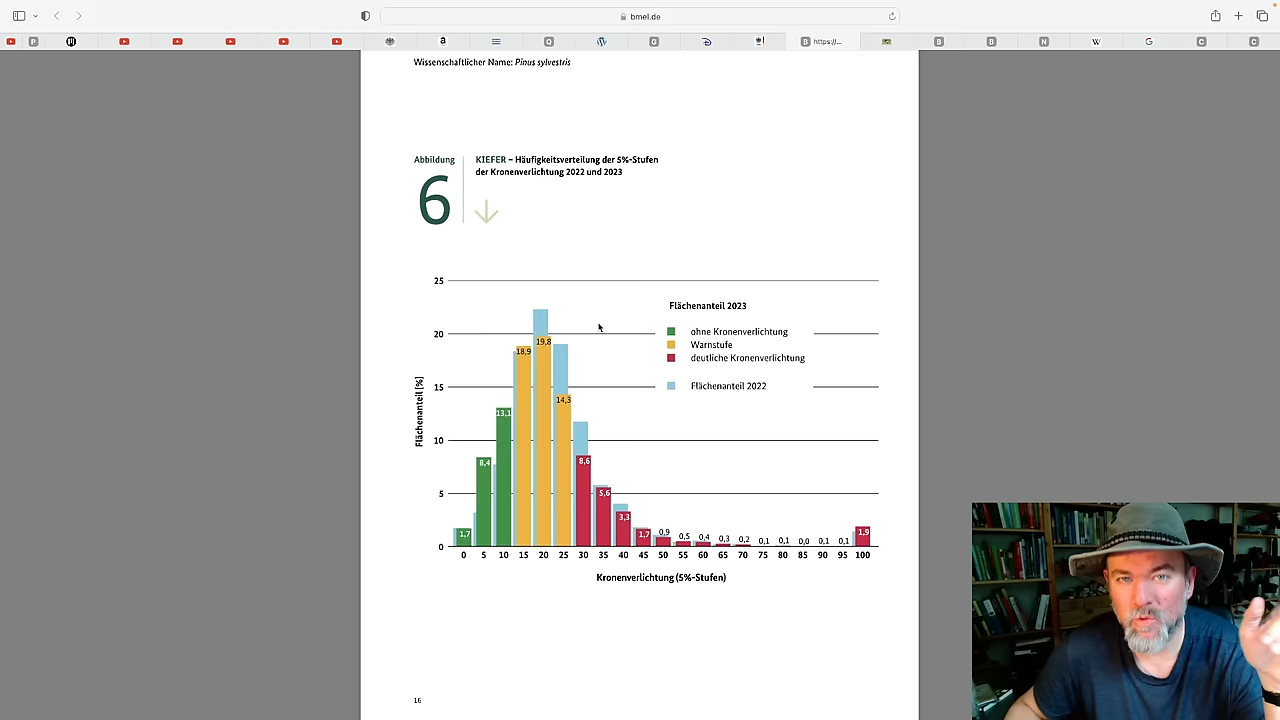 bmel.de
https://...
Wissenschaftlicher Name: Pinus sylvestris
Abbildung
6
KIEFER – Häufigkeitsverteilung der 5%-Stufen
der Kronenverlichtung 2022 und 2023
Flächenanteil [%]
25
20
15
10
5
0
Flächenanteil 2023
ohne Kronenverlichtung
Warnstufe
deutliche Kronenverlichtung
Flächenanteil 2022
1,7
8,4
13,1
18,9
19,8
14,3
8,6
5,6
3,3
1,7
0,9
0,5
0,4
0,3
0,2
0,1
0,1
0,0
0,1
0,1
1,9
0 5 10 15 20 25 30 35 40 45 50 55 60 65 70 75 80 85 90 95 100
Kronenverlichtung (5%-Stufen)
16